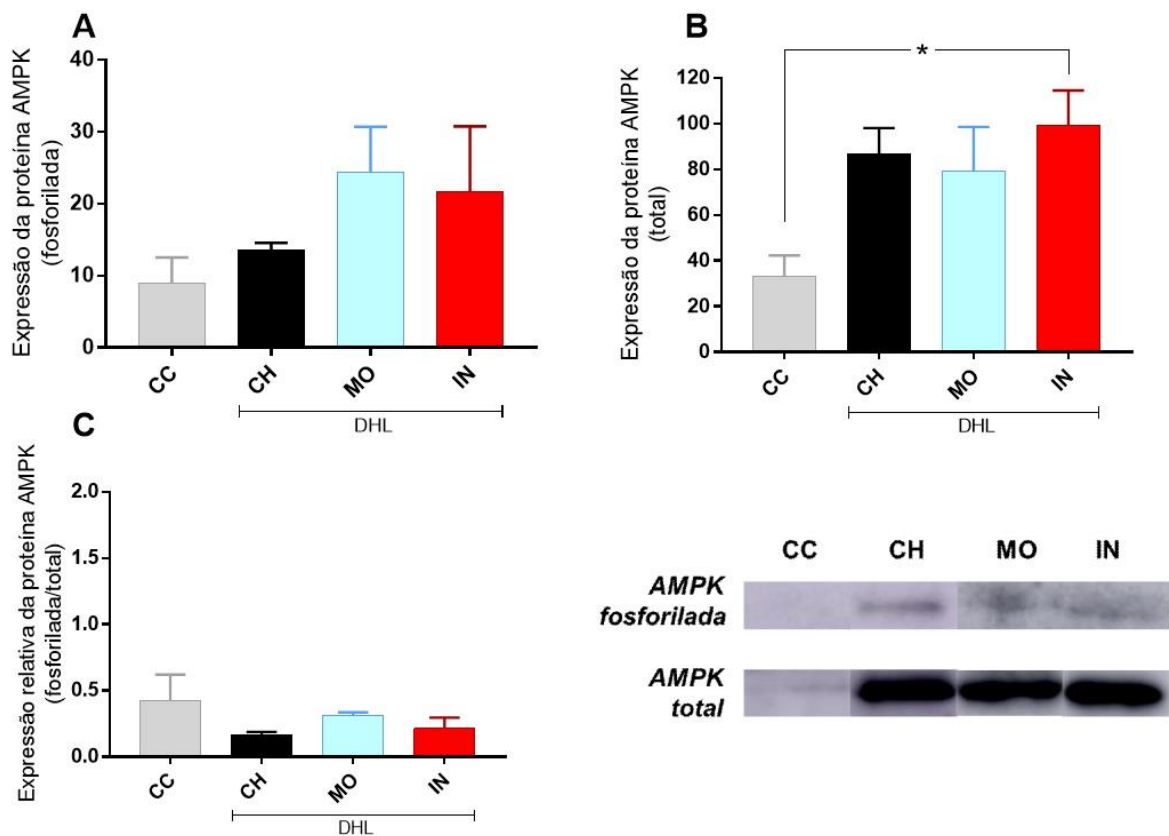 A
Expressão da proteína AMPK
(fosforilada)
40
30
20
10
0
CC
CH
MO
IN
DHL
B
*
Expressão da proteína AMPK
(total)
120
100
80
60
40
20
0
CC
CH
MO
IN
DHL
C
Expressão relativa da proteína AMPK
(fosforilada/total)
2.0
1.5
1.0
0.5
0.0
CC
CH
MO
IN
DHL
CC CH MO IN
AMPK
fosforilada
AMPK
total